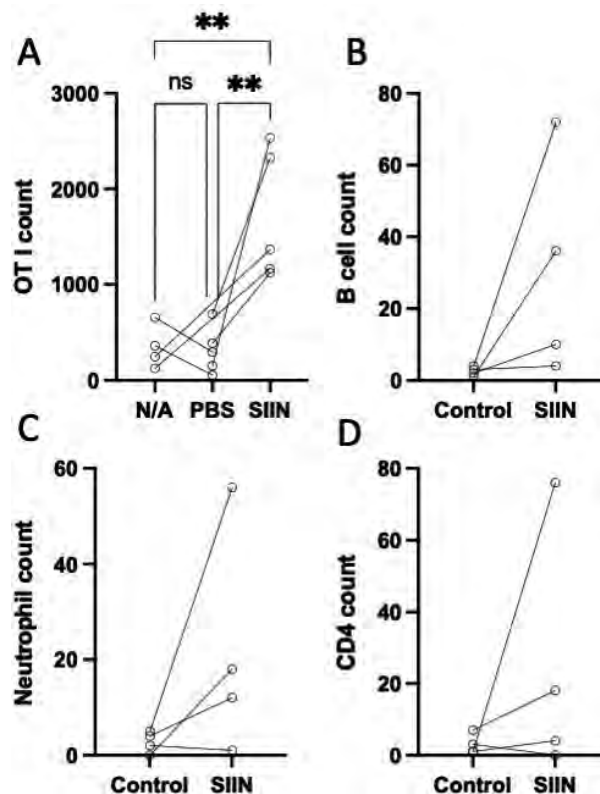 **
A
B
ns
**
3000
2000
1000
0
OT I count
N/A PBS SIIN
80
60
40
20
0
B cell count
Control SIIN
C
D
60
40
20
0
Neutrophil count
Control SIIN
80
60
40
20
0
CD4 count
Control SIIN